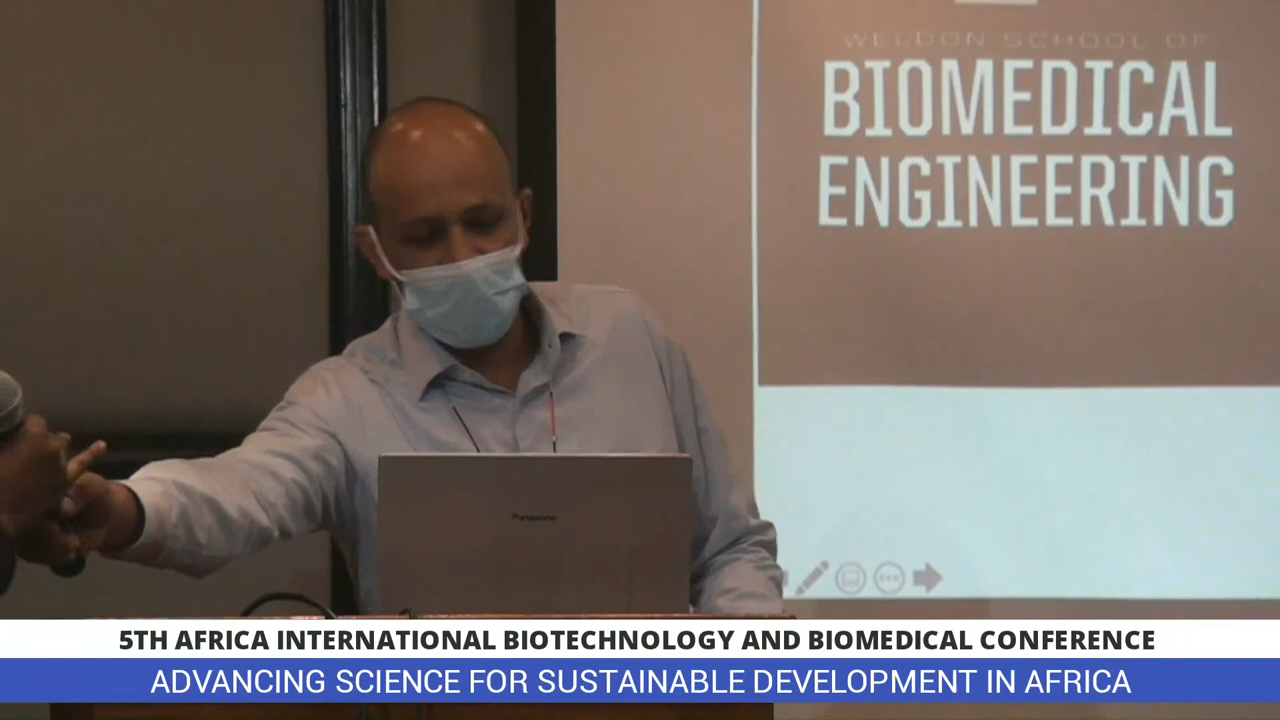 WELDON SCHOOL OF
BIOMEDICAL
ENGINEERING
Panasonic
5TH AFRICA INTERNATIONAL BIOTECHNOLOGY AND BIOMEDICAL CONFERENCE
ADVANCING SCIENCE FOR SUSTAINABLE DEVELOPMENT IN AFRICA